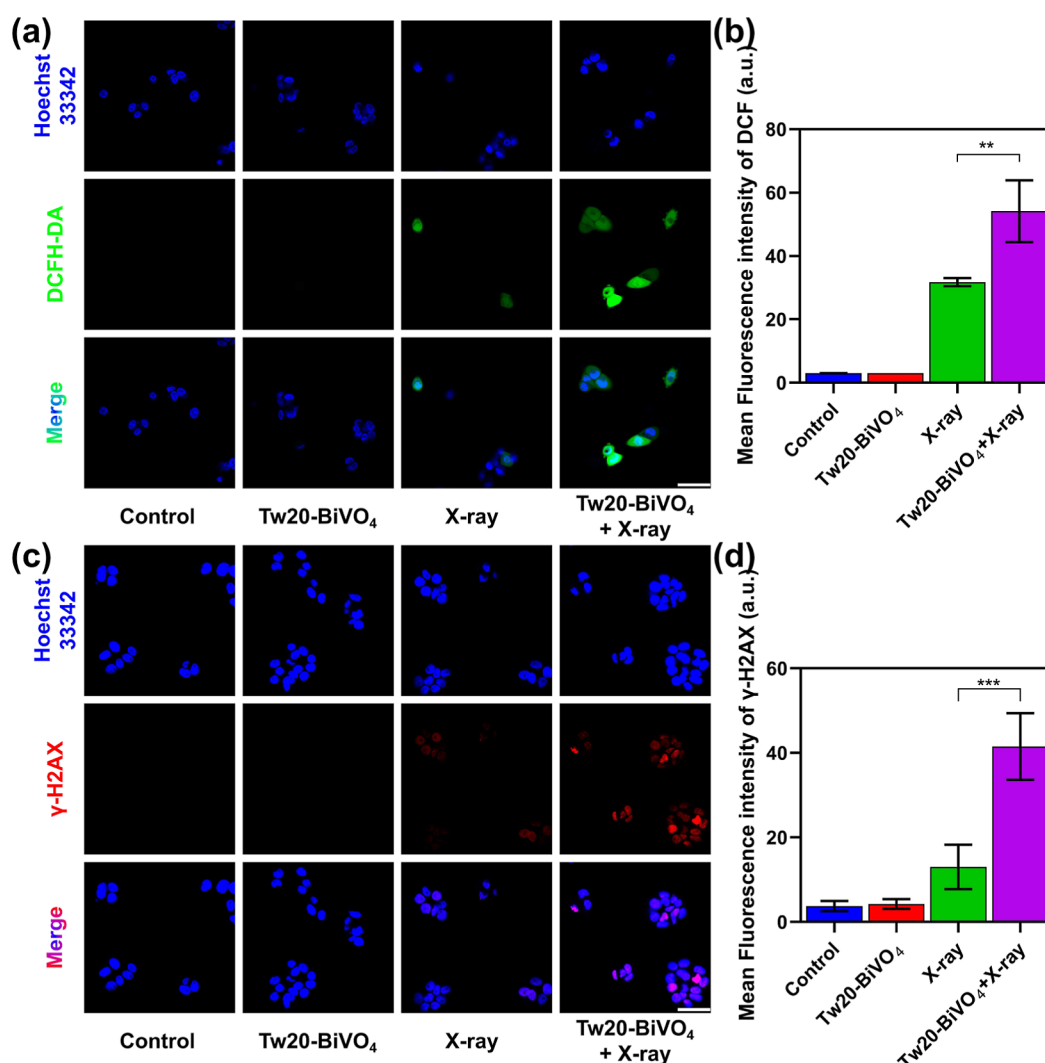 (a)
Hoechst
33342
DCFH-DA
Merge
Control
Tw20-BiVO₄
X-ray
Tw20-BiVO₄
+ X-ray
(b)
Mean Fluorescence intensity of DCF (a.u.)
80
60
40
20
0
**
Control
Tw20-BiVO₄
X-ray
Tw20-BiVO₄+X-ray
(c)
Hoechst
33342
γ-H2AX
Merge
Control
Tw20-BiVO₄
X-ray
Tw20-BiVO₄
+ X-ray
(d)
Mean Fluorescence intensity of γ-H2AX (a.u.)
60
40
20
0
***
Control
Tw20-BiVO₄
X-ray
Tw20-BiVO₄+X-ray